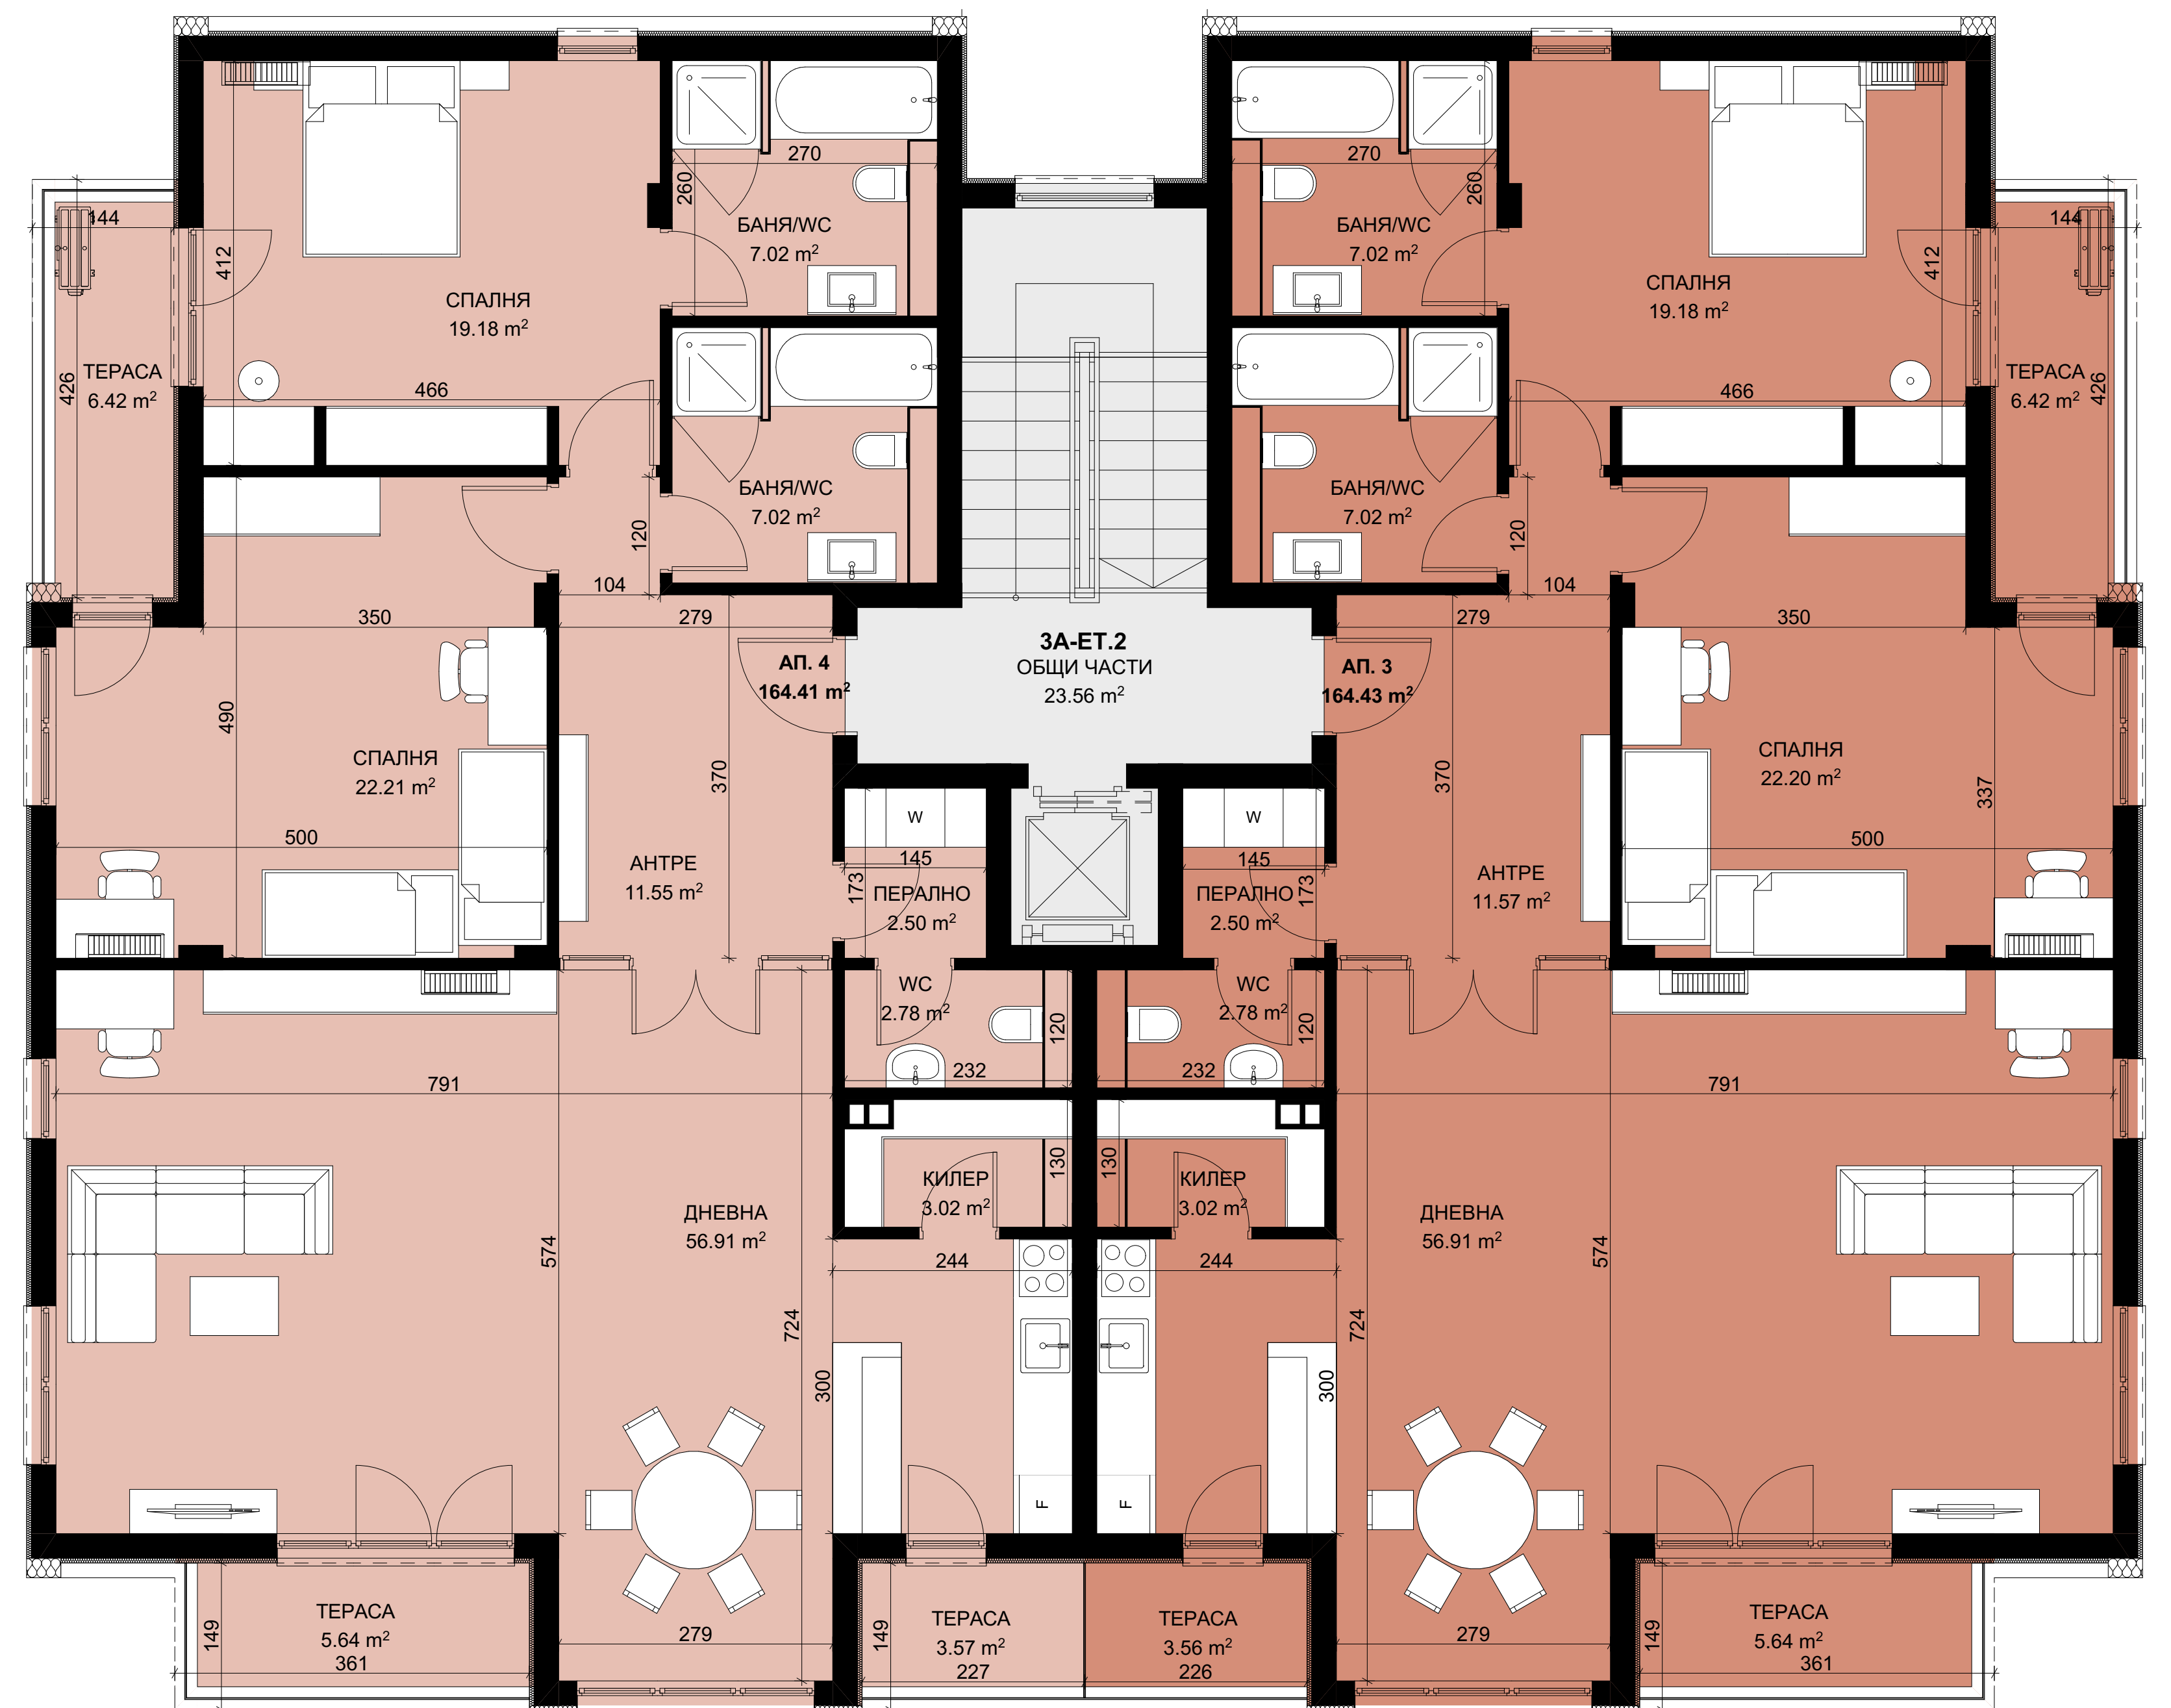 270
260
БАНЯ/WC
7.02 m²
144
412
СПАЛНЯ
19.18 m²
ТЕРАСА
6.42 m²
426
466
БАНЯ/WC
7.02 m²
120
104
350
279
490
СПАЛНЯ
22.21 m²
500
370
АНТРЕ
11.55 m²
АП. 4
164.41 m²
3А-ЕТ.2
ОБЩИ ЧАСТИ
23.56 m²
АП. 3
164.43 m²
W
145
173
ПЕРАЛНО
2.50 m²
WC
2.78 m²
120
232
791
КИЛЕР
3.02 m²
130
ДНЕВНА
56.91 m²
574
724
244
300
F
ТЕРАСА
5.64 m²
149
361
279
ТЕРАСА
3.57 m²
149
227
270
260
БАНЯ/WC
7.02 m²
144
412
СПАЛНЯ
19.18 m²
ТЕРАСА
6.42 m²
426
466
БАНЯ/WC
7.02 m²
120
104
350
279
СПАЛНЯ
22.20 m²
337
500
370
АНТРЕ
11.57 m²
W
145
173
ПЕРАЛНО
2.50 m²
WC
2.78 m²
120
232
791
КИЛЕР
3.02 m²
130
ДНЕВНА
56.91 m²
574
724
244
300
F
ТЕРАСА
3.56 m²
226
279
ТЕРАСА
5.64 m²
149
361